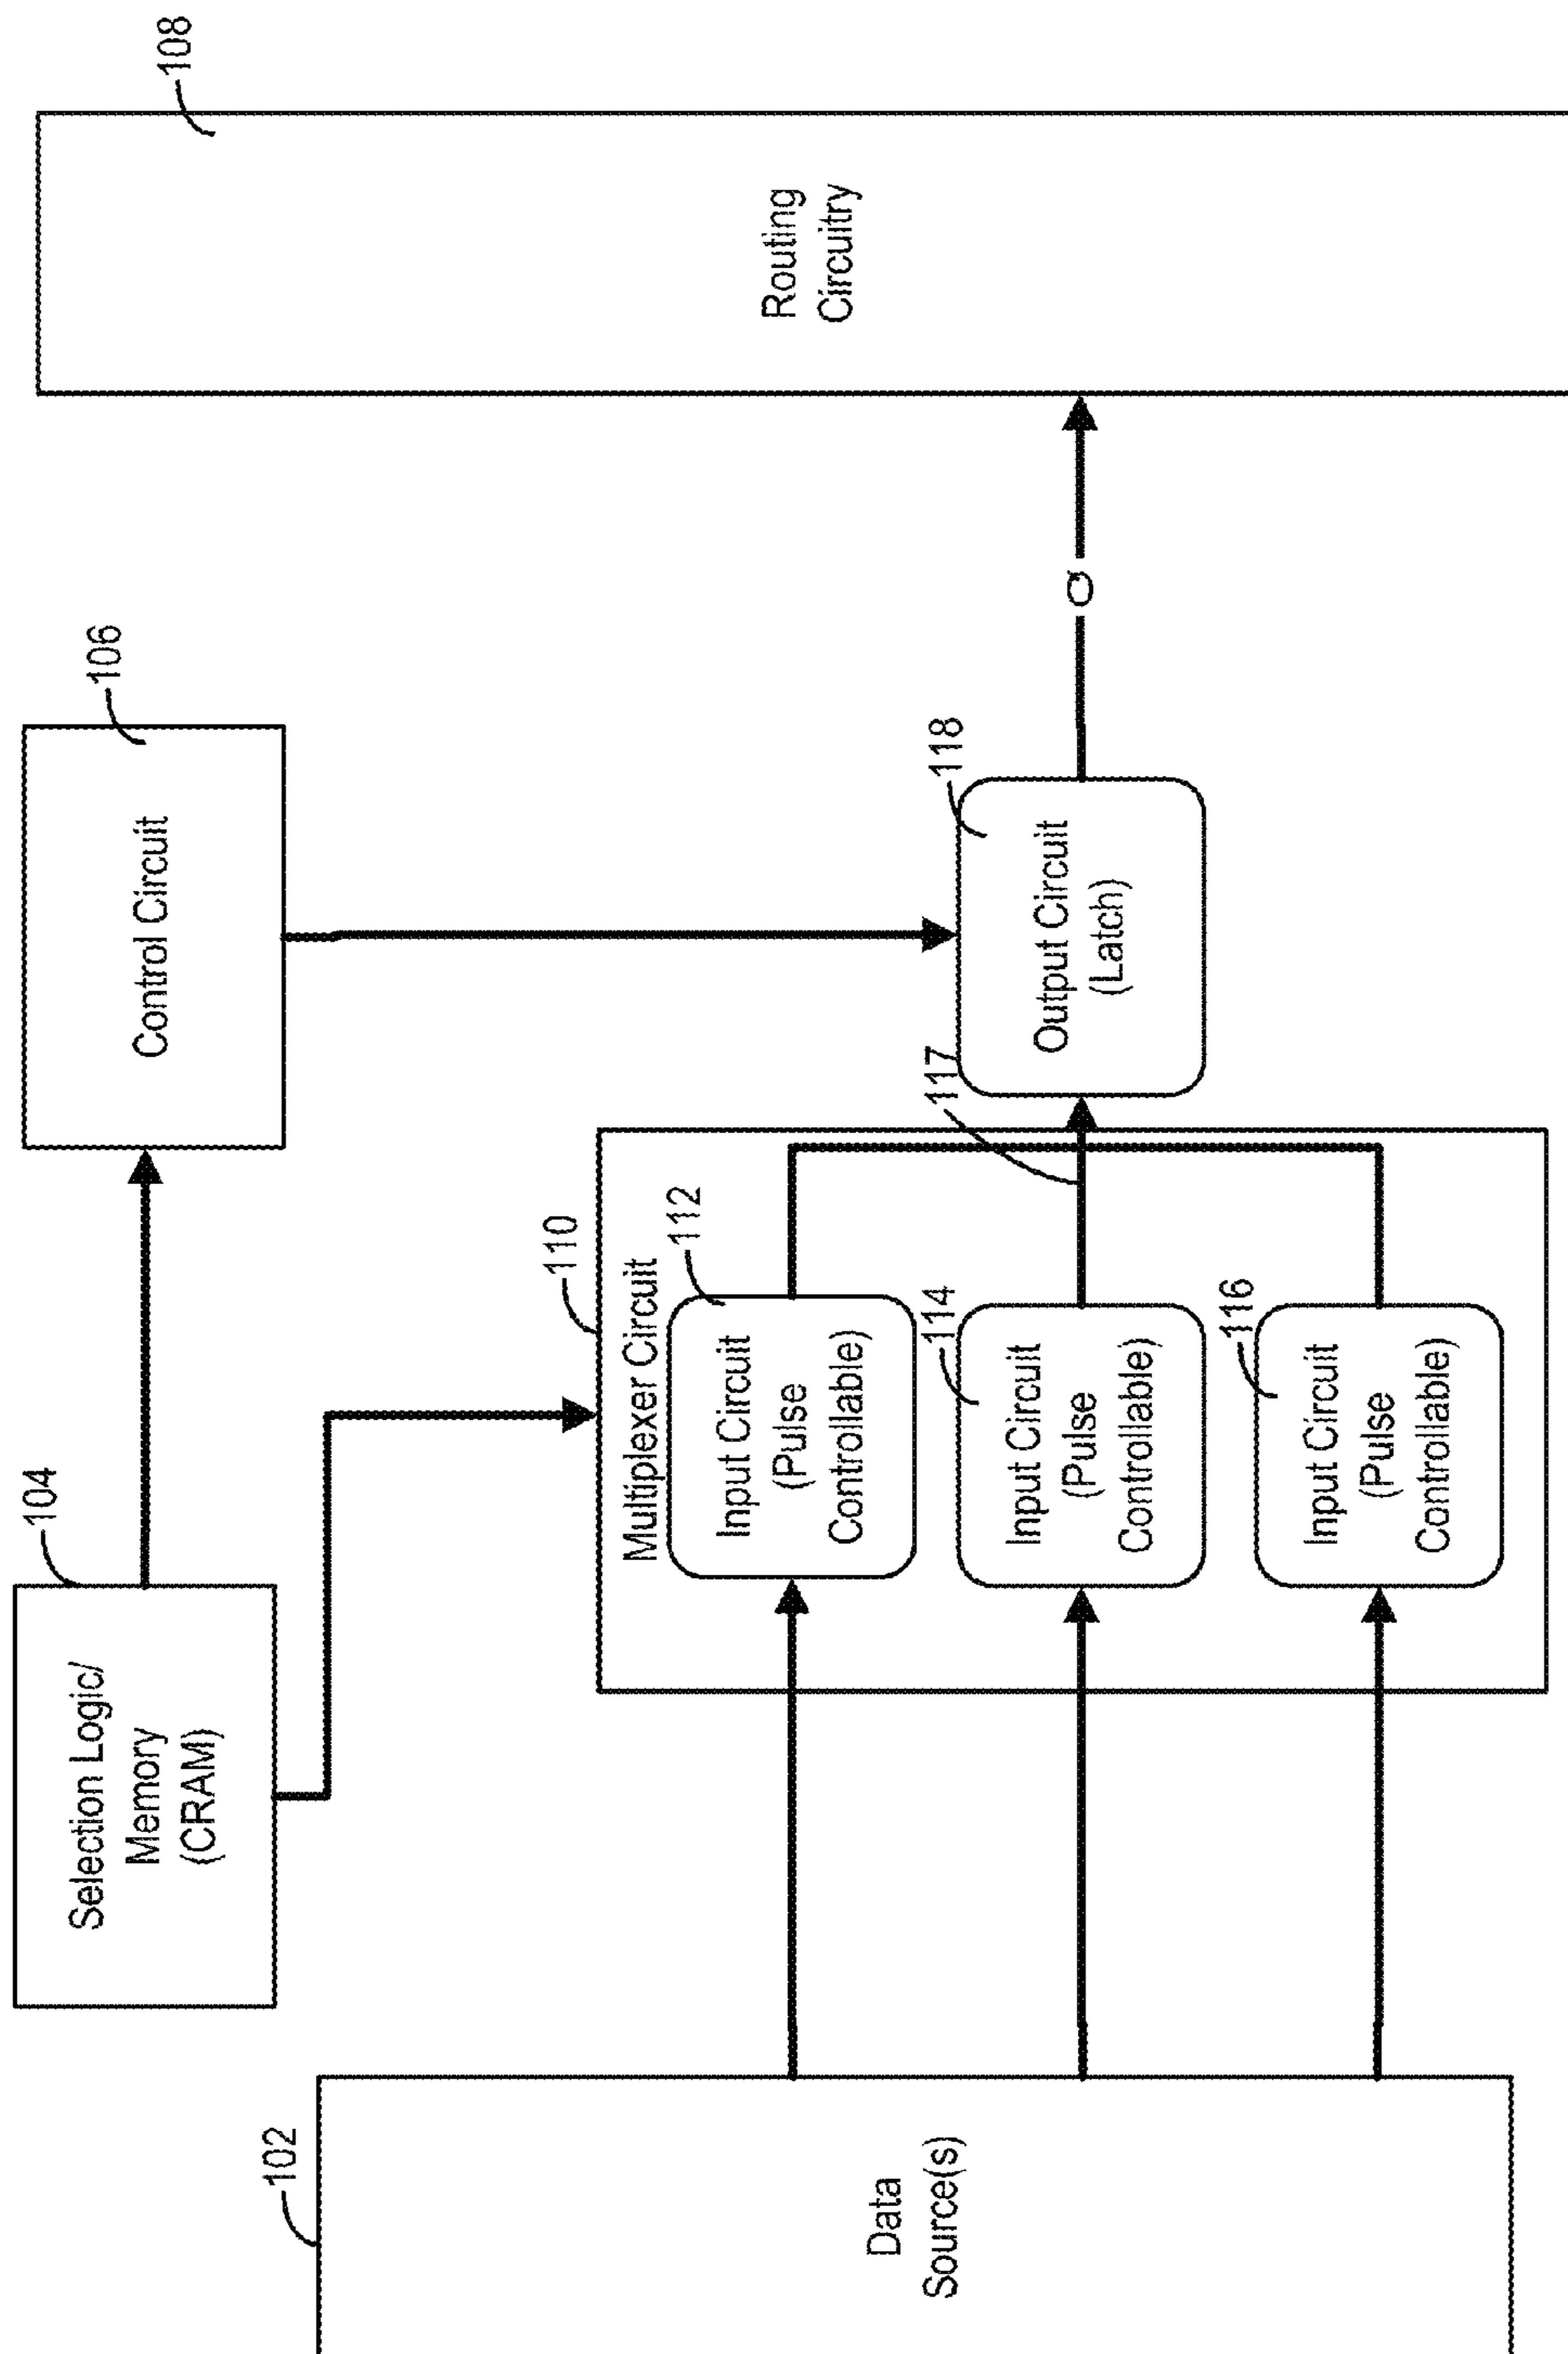 102
Data
Source(s)
104
Selection Logic/
Memory
(CRAM)
106
Control Circuit
108
Routing
Circuitry
110
Multiplexer Circuit
112
Input Circuit
(Pulse
Controllable)
114
Input Circuit
(Pulse
Controllable)
116
Input Circuit
(Pulse
Controllable)
117
118
Output Circuit
(Latch)
Q